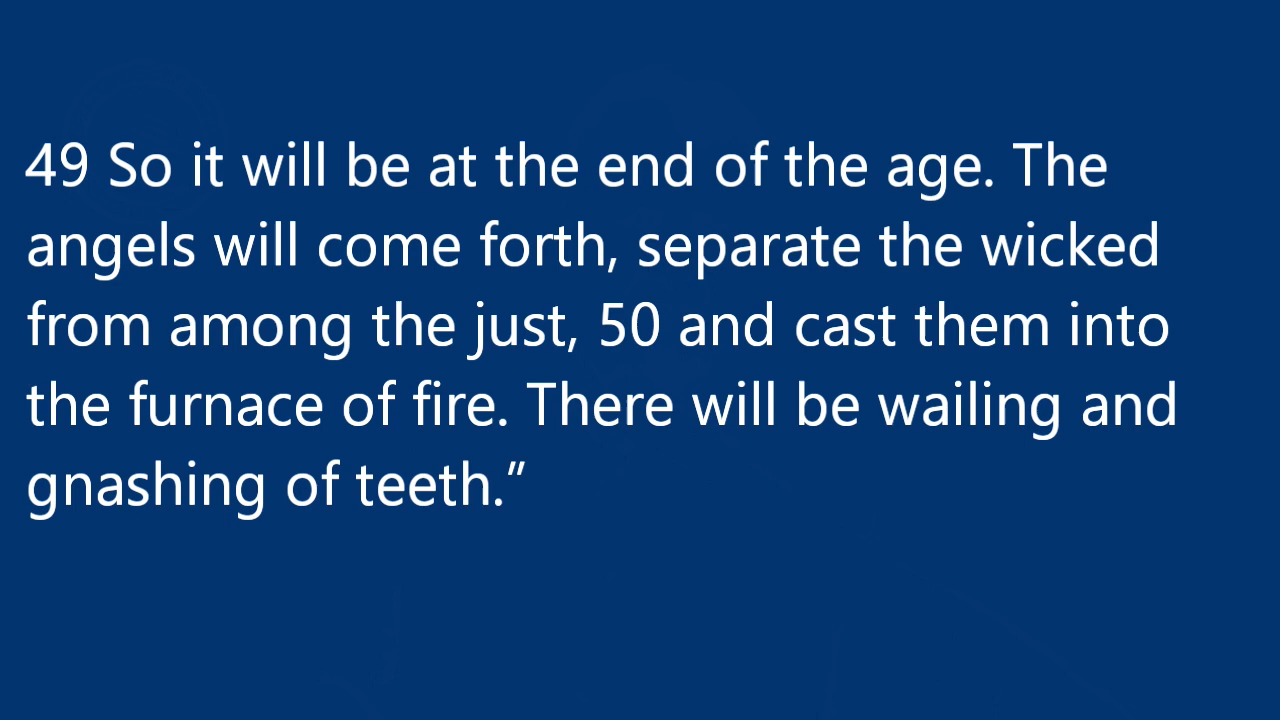 49 So it will be at the end of the age. The
angels will come forth, separate the wicked
from among the just, 50 and cast them into
the furnace of fire. There will be wailing and
gnashing of teeth.”